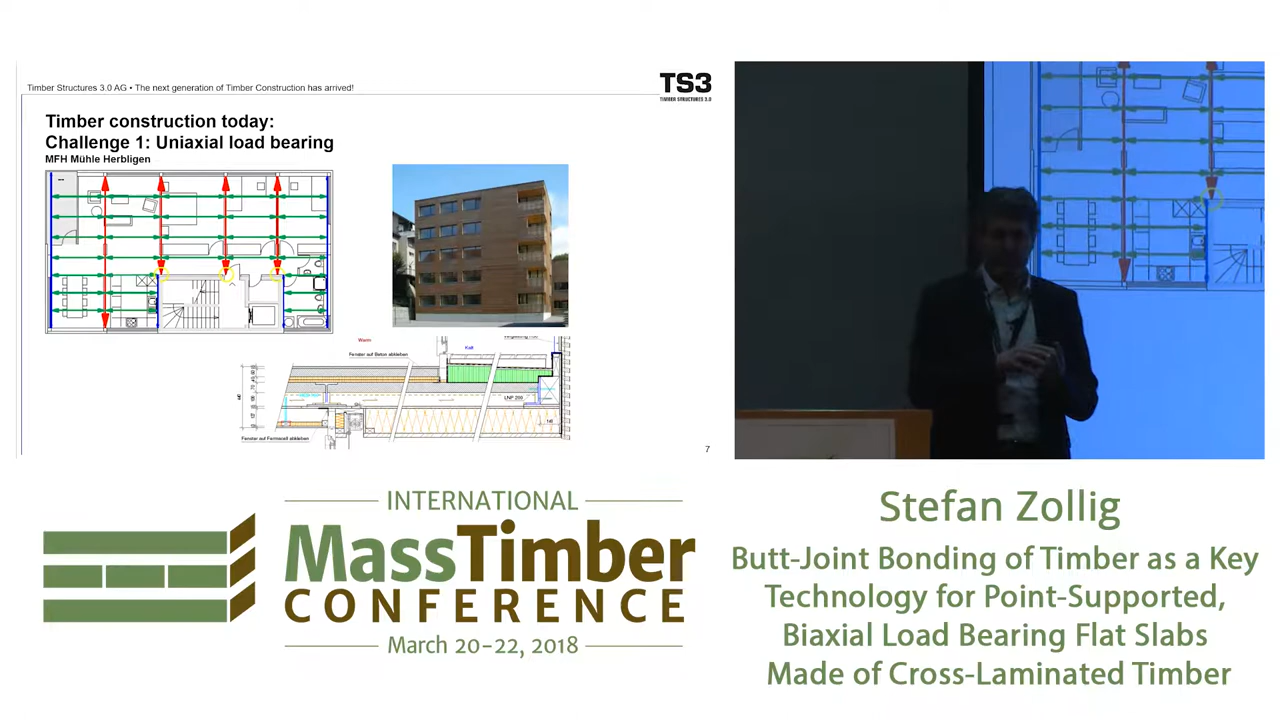 Timber Structures 3.0 AG • The next generation of Timber Construction has arrived!
TS3
TIMBER STRUCTURES 3.0
Timber construction today:
Challenge 1: Uniaxial load bearing
MFH Mühle Herbligen
Warm
Kalt
Fenster auf Beton abkleben
LNP 200
140
Fenster auf Fermacell abkleben
7
INTERNATIONAL
MassTimber
CONFERENCE
March 20–22, 2018
Stefan Zollig
Butt-Joint Bonding of Timber as a Key
Technology for Point-Supported,
Biaxial Load Bearing Flat Slabs
Made of Cross-Laminated Timber